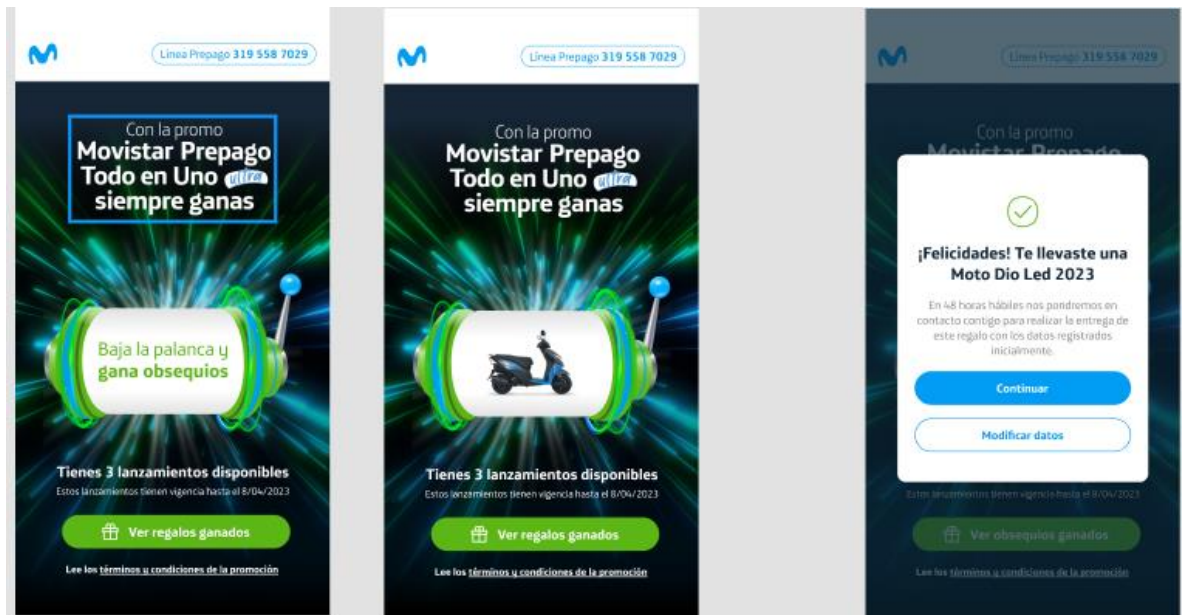 Línea Prepago 319 558 7029
Con la promo
Movistar Prepago
Todo en Uno ultra
siempre ganas
Baja la palanca y
gana obsequios
Tienes 3 lanzamientos disponibles
Estos lanzamientos tienen vigencia hasta el 8/04/2023
Ver regalos ganados
Lee los términos y condiciones de la promoción
Línea Prepago 319 558 7029
Con la promo
Movistar Prepago
Todo en Uno ultra
siempre ganas
Tienes 3 lanzamientos disponibles
Estos lanzamientos tienen vigencia hasta el 8/04/2023
Ver regalos ganados
Lee los términos y condiciones de la promoción
Línea Prepago 319 558 7029
Con la promo
Movistar Prepago
¡Felicidades! Te llevaste una
Moto Dio Led 2023
En 48 horas hábiles nos pondremos en
contacto contigo para realizar la entrega de
este regalo con los datos registrados
inicialmente.
Continuar
Modificar datos
Estos lanzamientos tienen vigencia hasta el 8/04/2023
Ver obsequios ganados
Lee los términos y condiciones de la promoción